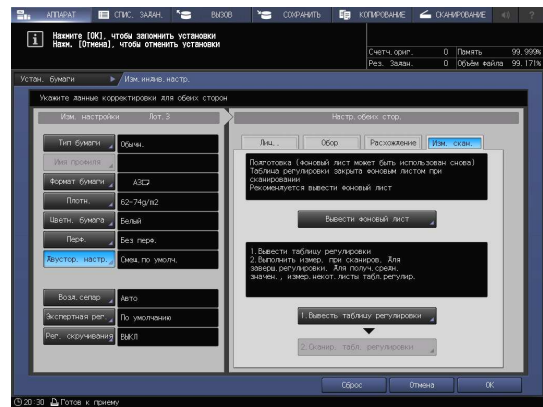 АППАРАТ
СПИС. ЗАДАН.
ВЫЗОВ
СОХРАНИТЬ
КОПИРОВАНИЕ
СКАНИРОВАНИЕ
Нажмите [OK], чтобы заполнить установки
Нажм. [Отмена], чтобы отменить установки
Счетч.ориг. 0 Память 99,999%
Рез. Задан. 0 Объём файла 99,171%
Устан. бумаги
Изм.индив.настр.
Укажите данные корректировки для обеих сторон
Изм. настройки Лот.3
Тип бумаги Обычн.
Имя профиля
Формат бумаги A3
Плотн. 62-74g/m2
Цветн. бумага Белый
Перф. Без перф.
Двустор. настр. Смещ.по умолч.
Возд.сепар Авто
Экспертная рег По умолчанию
Рег. скручивания ВЫКЛ
Настр.обеих стор.
Лиц..
Обор
Расхождение
Изм. скан.
Подготовка (фоновый лист может быть использован снова)
Таблица регулировки закрыта фоновым листом при
сканировании
Рекомендуется вывести фоновый лист
Вывести фоновый лист
1.Вывести таблицу регулировки
2.Выполнить измер. при сканиров. Для
заверш.регулировки. Для получ.средн.
значен., измер.некот.листы табл.регулир.
1.Вывесть таблицу регулировки
2.Сканир. табл. регулировки
Сброс
Отмена
OK
20:30 Готов к приему